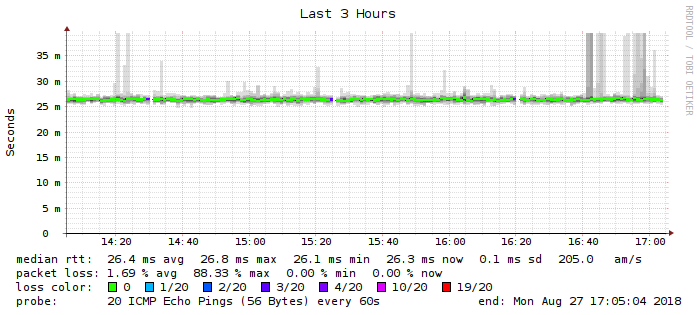 Last 3 Hours
RRDTOOL / TOBI OETIKER
Seconds
35 m
30 m
25 m
20 m
15 m
10 m
5 m
0
14:20 14:40 15:00 15:20 15:40 16:00 16:20 16:40 17:00
median rtt: 26.4 ms avg 26.8 ms max 26.1 ms min 26.3 ms now 0.1 ms sd 205.0 am/s
packet loss: 1.69 % avg 88.33 % max 0.00 % min 0.00 % now
loss color: 0 1/20 2/20 3/20 4/20 10/20 19/20
probe: 20 ICMP Echo Pings (56 Bytes) every 60s end: Mon Aug 27 17:05:04 2018